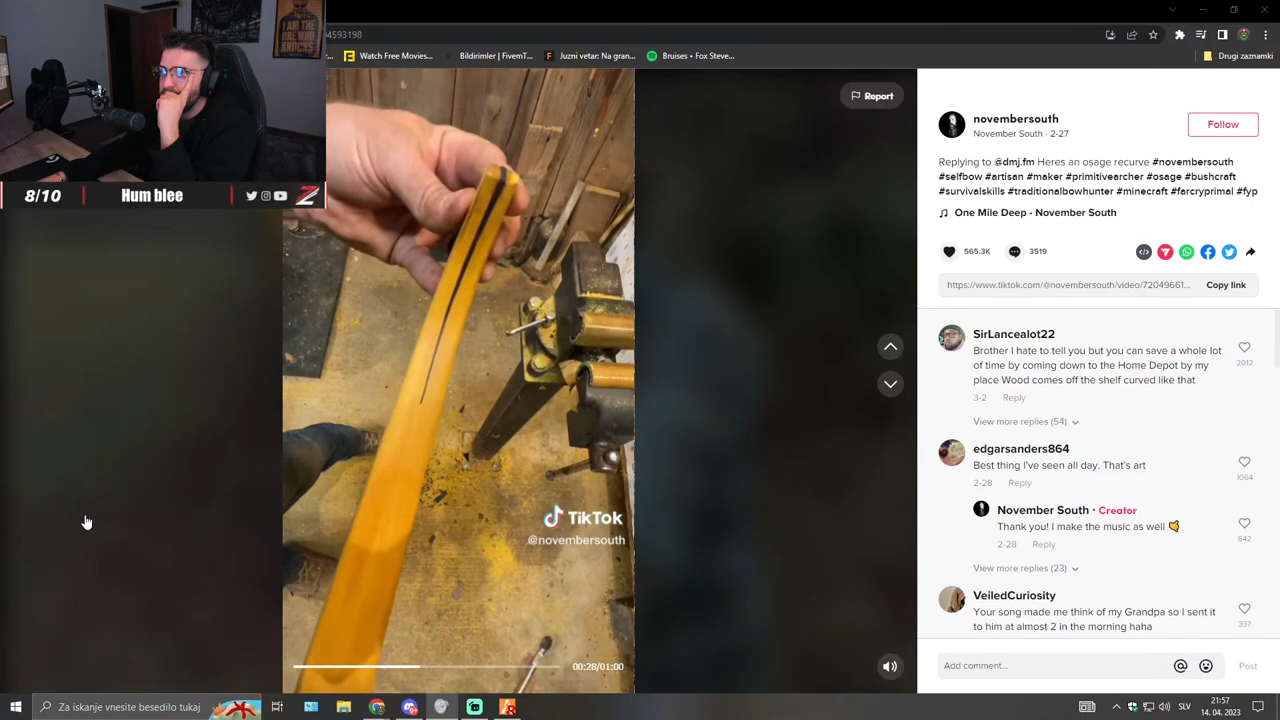 I AM THE
ONE WHO
KNOCKS
04593198
Watch Free Movies...
Bildirimler | FivemT...
Juzni vetar: Na gran...
Bruises • Fox Steve...
Drugi zaznamki
8/10
Hum blee
Report
TikTok
@novembersouth
00:28/01:00
novembersouth
November South · 2-27
Follow
Replying to @dmj.fm Heres an osage recurve #novembersouth
#selfbow #artisan #maker #primitivearcher #osage #bushcraft
#survivalskills #traditionalbowhunter #minecraft #farcryprimal #fyp
One Mile Deep - November South
565.3K
3519
https://www.tiktok.com/@novembersouth/video/72049661...
Copy link
SirLancealot22
Brother I hate to tell you but you can save a whole lot
of time by coming down to the Home Depot by my
place Wood comes off the shelf curved like that
2012
3-2 Reply
View more replies (54)
edgarsanders864
Best thing I've seen all day. That's art
1064
2-28 Reply
November South · Creator
Thank you! I make the music as well
642
2-28 Reply
View more replies (23)
VeiledCuriosity
Your song made me think of my Grandpa so I sent it
to him at almost 2 in the morning haha
337
Add comment...
Post
Za iskanje vnesite besedilo tukaj
SLV
21:57
14. 04. 2023